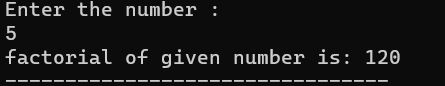 Enter the number :
5
factorial of given number is: 120
--------------------------------